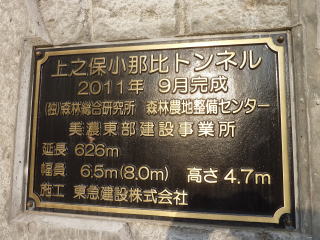 上之保小那比トンネル
2011年 9月完成
(独)森林総合研究所 森林農地整備センター
美濃東部建設事業所
延長 626m
幅員 6.5m(8.0m) 高さ 4.7m
施工 東急建設株式会社